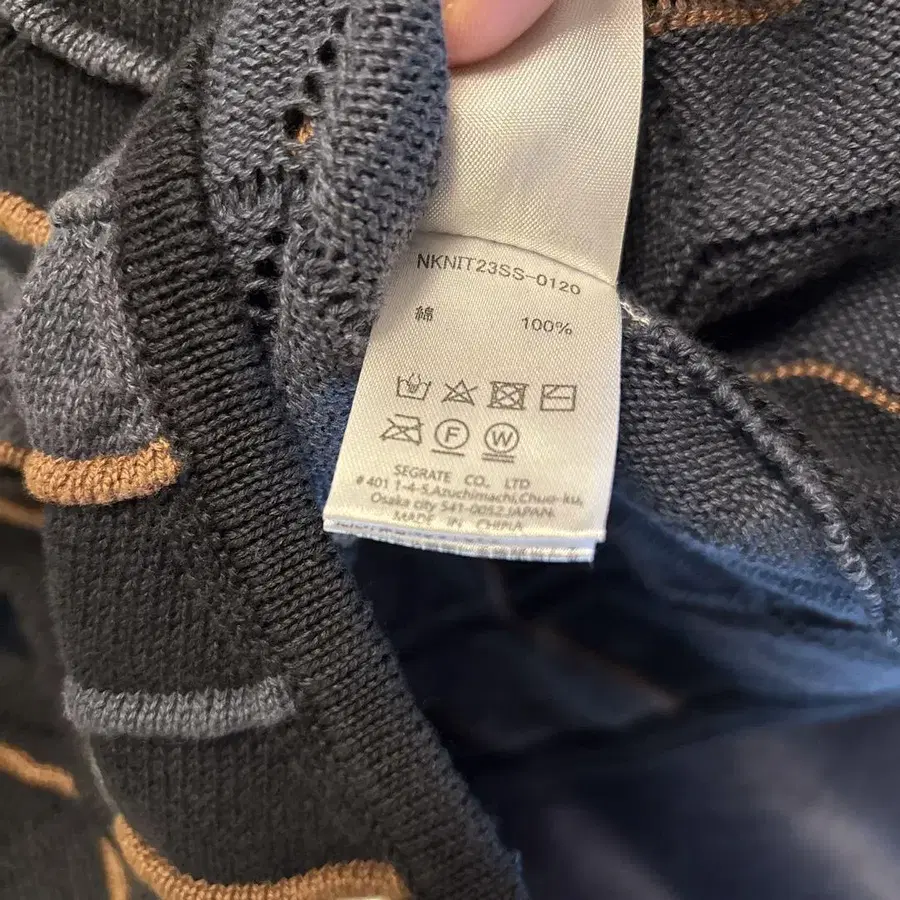 NKNIT23SS-0120
綿 100%
F W
SEGRATE CO., LTD
#401 1-4-5,Azuchimachi,Chuo-ku,
Osaka city 541-0052,JAPAN.
MADE IN CHINA